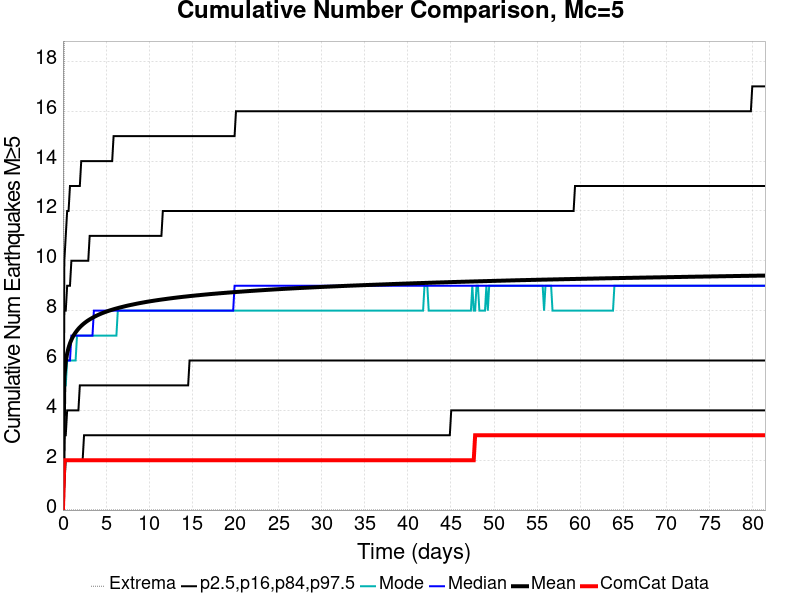 Cumulative Number Comparison, Mc=5
Cumulative Num Earthquakes M≥5
18
16
14
12
10
8
6
4
2
0
0 5 10 15 20 25 30 35 40 45 50 55 60 65 70 75 80
Time (days)
Extrema p2.5,p16,p84,p97.5 Mode Median Mean ComCat Data